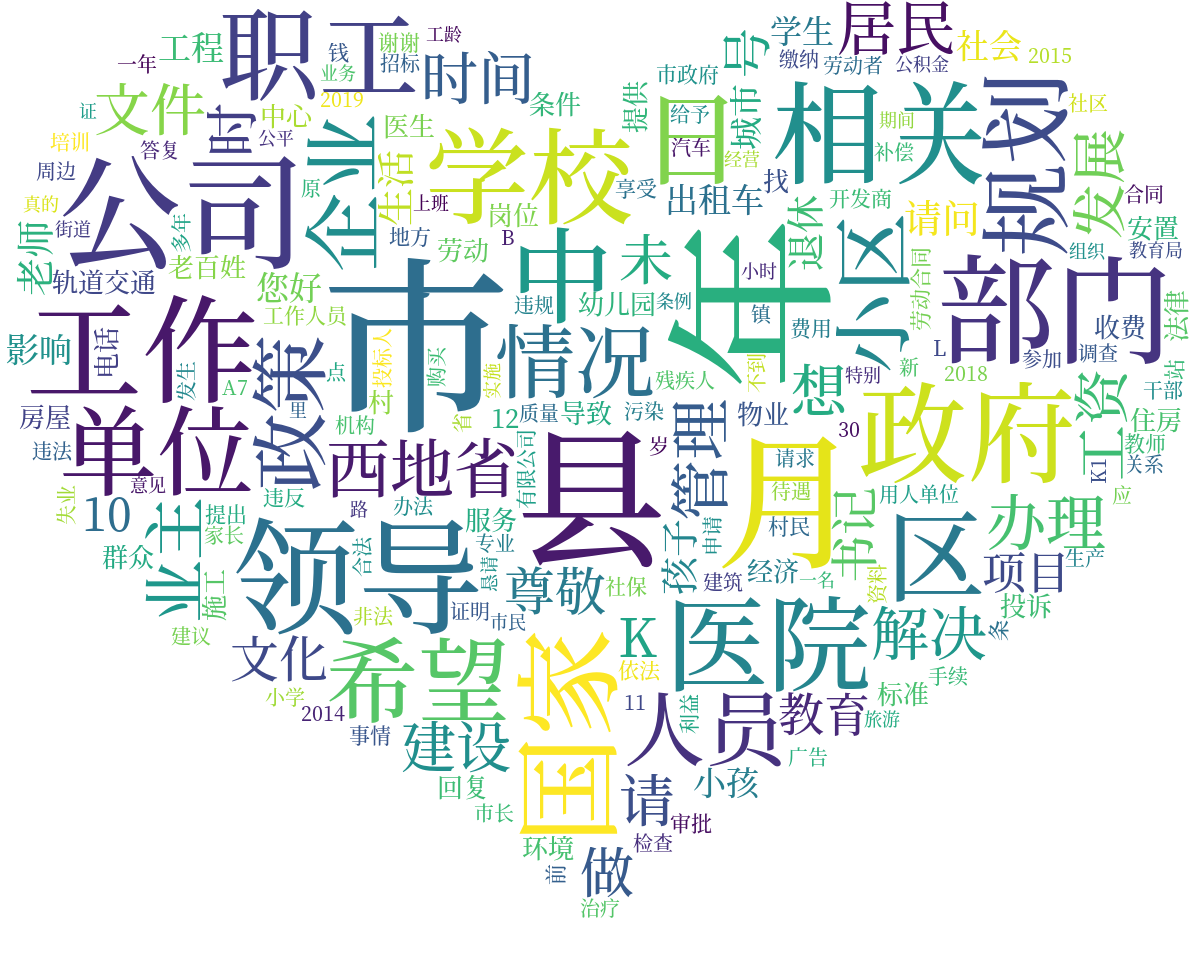 职工
居民
工龄
学生
号
谢谢
工程
钱
社会
2015
时间
缴纳
劳动者
公积金
招标
一年
业务
市政府
规划
相关
日
文件
2019
条件
提供
城市
给予
社区
证
中心
时
企业
医生
学校
期间
培训
公平
汽车
发展
答复
公司
补偿
经营
周边
生活
找
原
享受
合同
真的
上班
出租车
开发商
多年
岗位
退休
请问
街道
安置
老师
地方
B
小区
劳动
中
未
住
组织
教育局
老百姓
轨道交通
您好
市
小时
劳动合同
部门
违规
幼儿园
条例
镇
工作
工作人员
费用
收费
法律
影响
电话
政策
投标人
情况
L
参加
调查
购买
不到
新
站
发生
A7
点
实施
残疾人
想
特别
2018
干部
工资
村
里
省
12
质量
导致
污染
物业
政府
房屋
单位
机构
30
住房
违法
西地省
岁
管理
月
教师
县
请求
关系
K1
意见
有限公司
待遇
用人单位
应
失业
违反
办法
10
业主
提出
路
服务
书记
办理
家长
领导
申请
村民
区
群众
合法
专业
孩子
生产
恳请
经济
项目
施工
尊敬
社保
建筑
一名
资料
投诉
非法
证明
市民
医院
建议
K
解决
条
文化
希望
国家
依法
手续
小学
标准
2014
11
利益
人员
教育
旅游
事情
建设
广告
回复
请
小孩
市长
审批
环境
检查
前
做
治疗